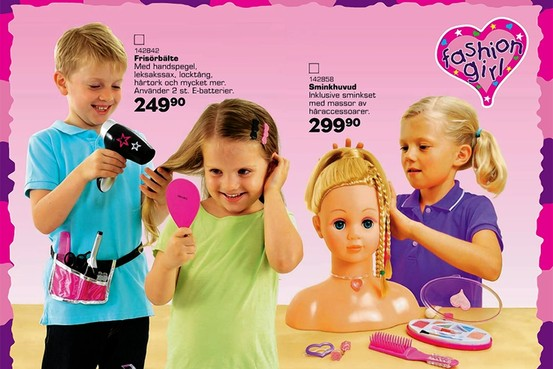 142842
Frisörbälte
Med handspegel,
leksakssax, locktång,
hårtork och mycket mer.
Använder 2 st. E-batterier.
249⁹⁰
142858
Sminkhuvud
Inklusive sminkset
med massor av
håraccessoarer.
299⁹⁰
fashion
girl